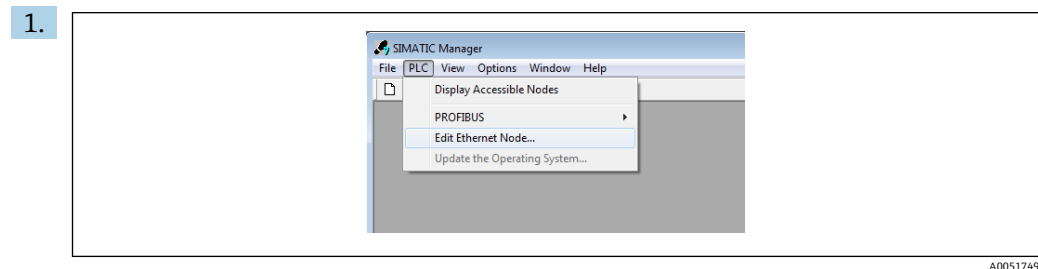 1.
SIMATIC Manager
File PLC View Options Window Help
Display Accessible Nodes
PROFIBUS
Edit Ethernet Node...
Update the Operating System...
A0051749